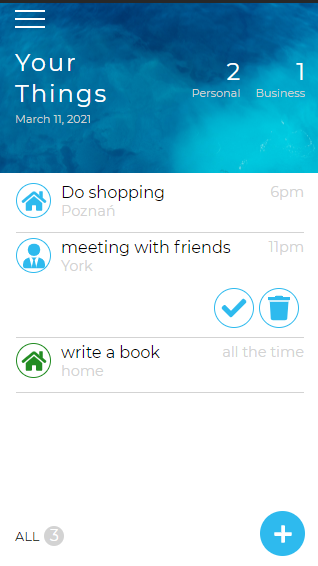 Your
Things
2
1
Personal
Business
March 11, 2021
Do shopping
6pm
Poznań
meeting with friends
11pm
York
write a book
all the time
home
ALL 3